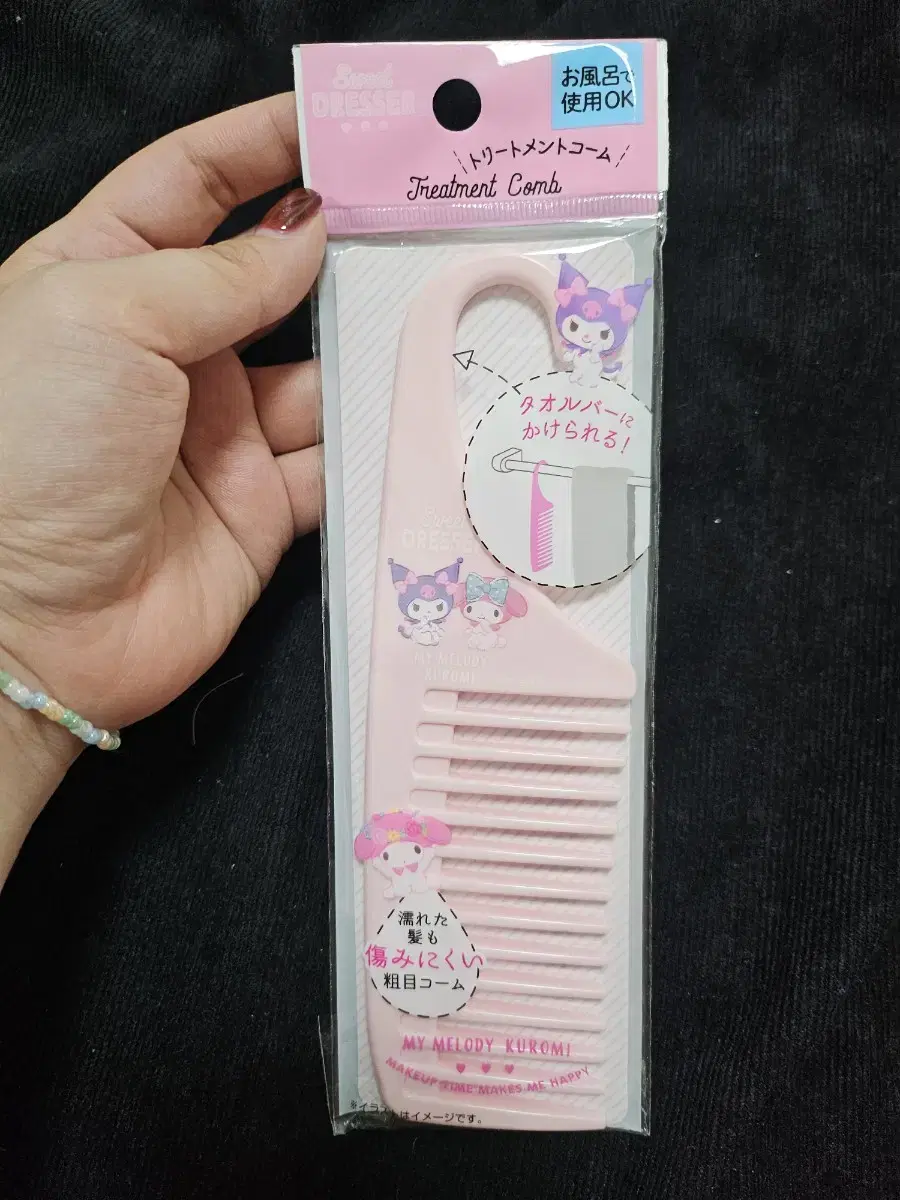 Sweet
DRESSER
お風呂で
使用OK
トリートメントコーム
Treatment Comb
タオルバーに
かけられる!
Sweet
DRESSER
MY MELODY
KUROMI
濡れた
髪も
傷みにくい
粗目コーム
MY MELODY KUROMI
MAKEUP TIME MAKES ME HAPPY
※イラストはイメージです。